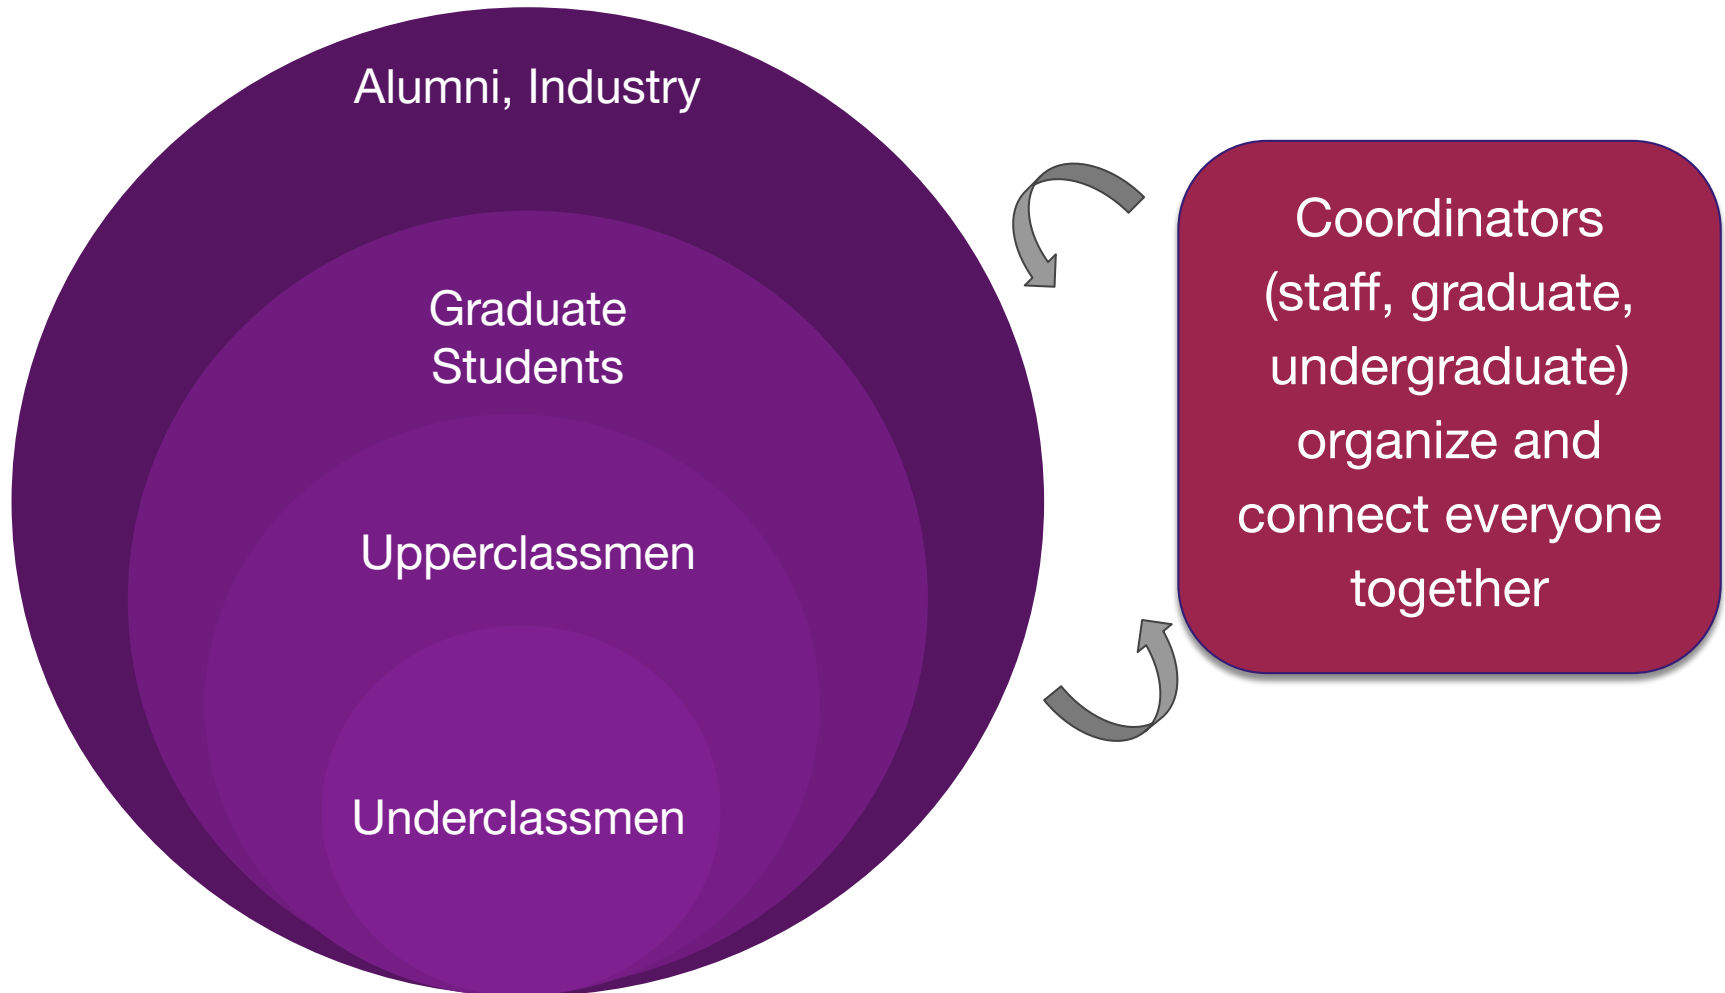 Alumni, Industry
Graduate
Students
Upperclassmen
Underclassmen
Coordinators
(staff, graduate,
undergraduate)
organize and
connect everyone
together